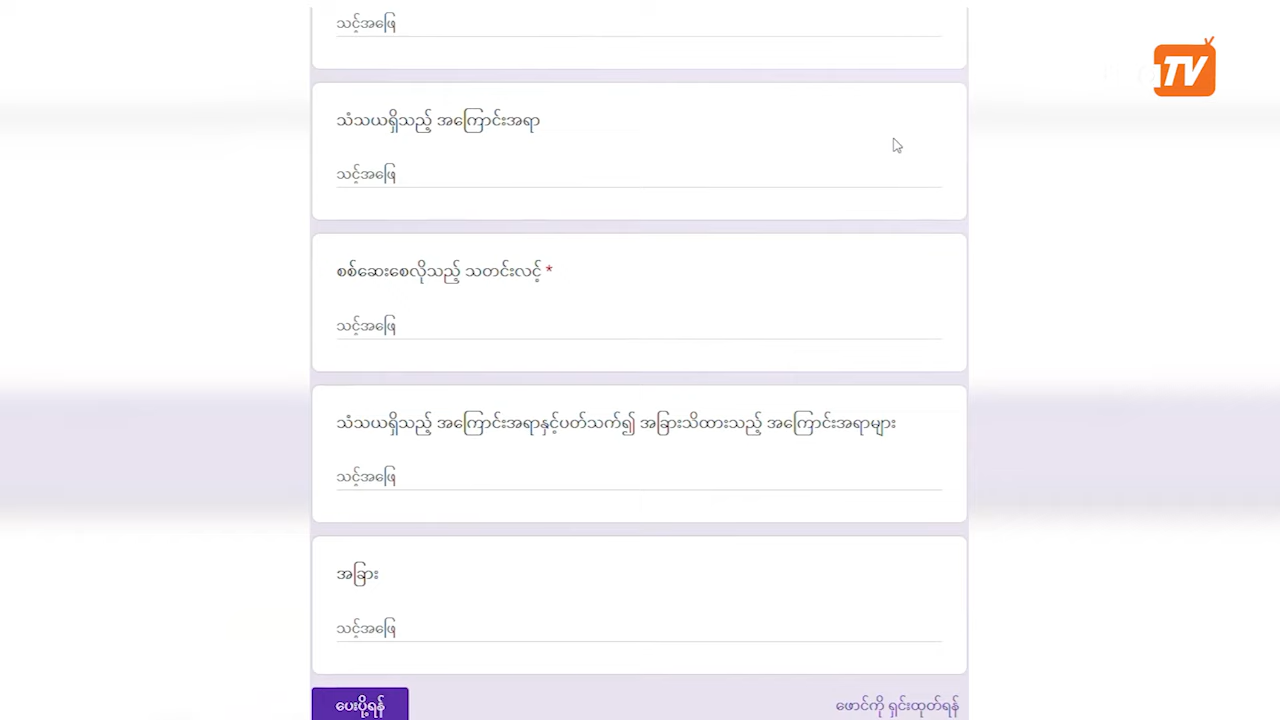 သင့်အဖြေ
TV
သံသယရှိသည့် အကြောင်းအရာ
သင့်အဖြေ
စစ်ဆေးစေလိုသည့် သတင်းလင့် *
သင့်အဖြေ
သံသယရှိသည့် အကြောင်းအရာနှင့်ပတ်သက်၍ အခြားသိထားသည့် အကြောင်းအရာများ
သင့်အဖြေ
အခြား
သင့်အဖြေ
ပေးပို့ရန်
ဖောင်ကို ရှင်းထုတ်ရန်